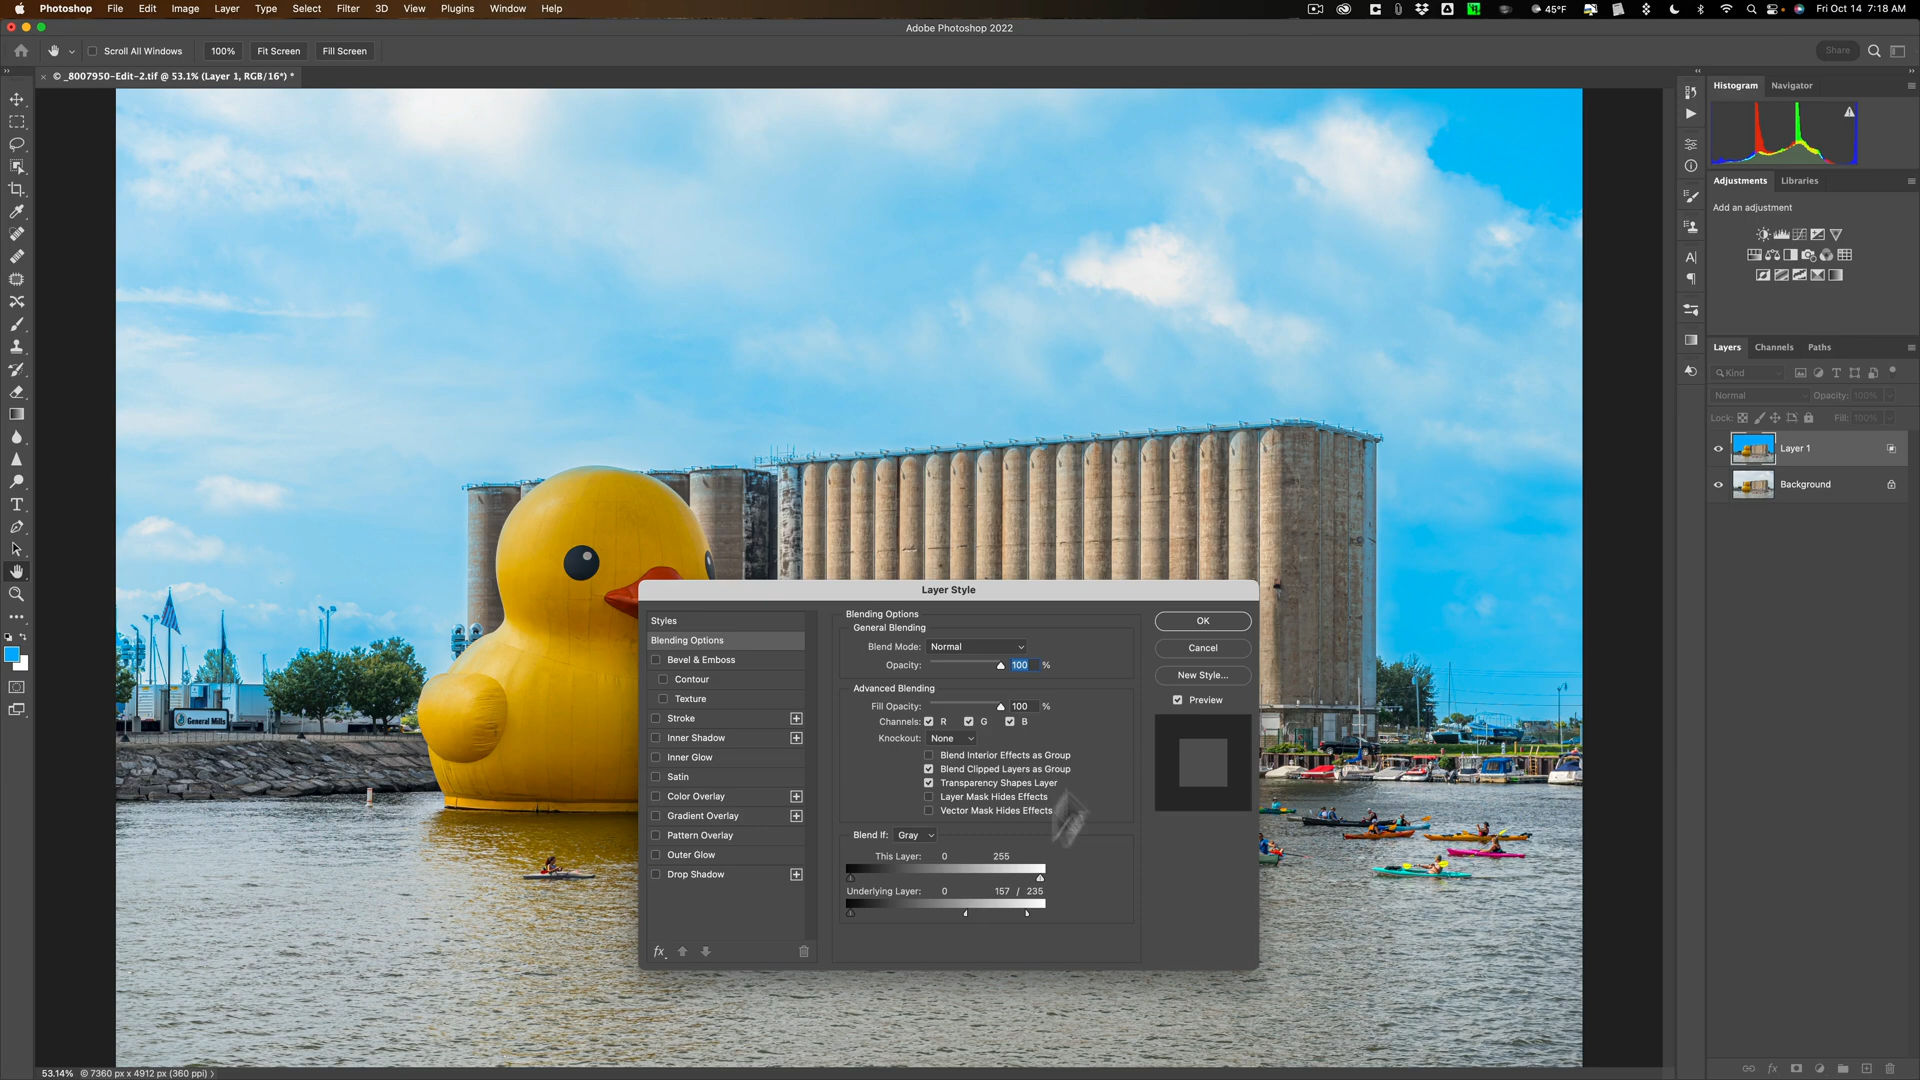 Photoshop File Edit Image Layer Type Select Filter 3D View Plugins Window Help 45°F Fri Oct 14 7:18 AM
Adobe Photoshop 2022
Scroll All Windows 100% Fit Screen Fill Screen Share
× © _8007950-Edit-2.tif @ 53.1% (Layer 1, RGB/16*) *
Histogram Navigator
Adjustments Libraries
Add an adjustment
Layers Channels Paths
Kind
Normal Opacity: 100%
Lock: Fill: 100%
Layer 1
Background
General Mills
Layer Style
Styles
Blending Options
Bevel & Emboss
Contour
Texture
Stroke
Inner Shadow
Inner Glow
Satin
Color Overlay
Gradient Overlay
Pattern Overlay
Outer Glow
Drop Shadow
fx
Blending Options
General Blending
Blend Mode: Normal
Opacity: 100 %
Advanced Blending
Fill Opacity: 100 %
Channels: R G B
Knockout: None
Blend Interior Effects as Group
Blend Clipped Layers as Group
Transparency Shapes Layer
Layer Mask Hides Effects
Vector Mask Hides Effects
Blend If: Gray
This Layer: 0 255
Underlying Layer: 0 157 / 235
OK
Cancel
New Style...
Preview
53.14% © 7360 px x 4912 px (360 ppi)
fx